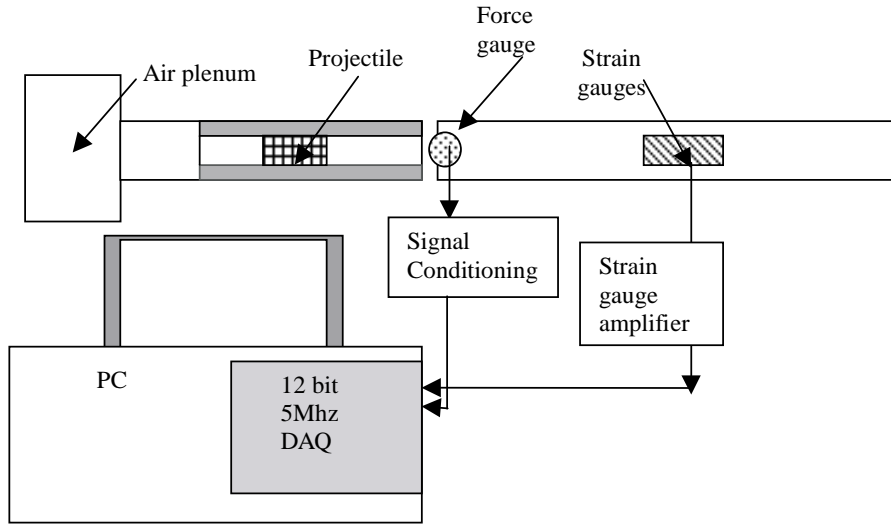 Force
gauge
Air plenum
Projectile
Strain
gauges
Signal
Conditioning
Strain
gauge
amplifier
PC
12 bit
5Mhz
DAQ